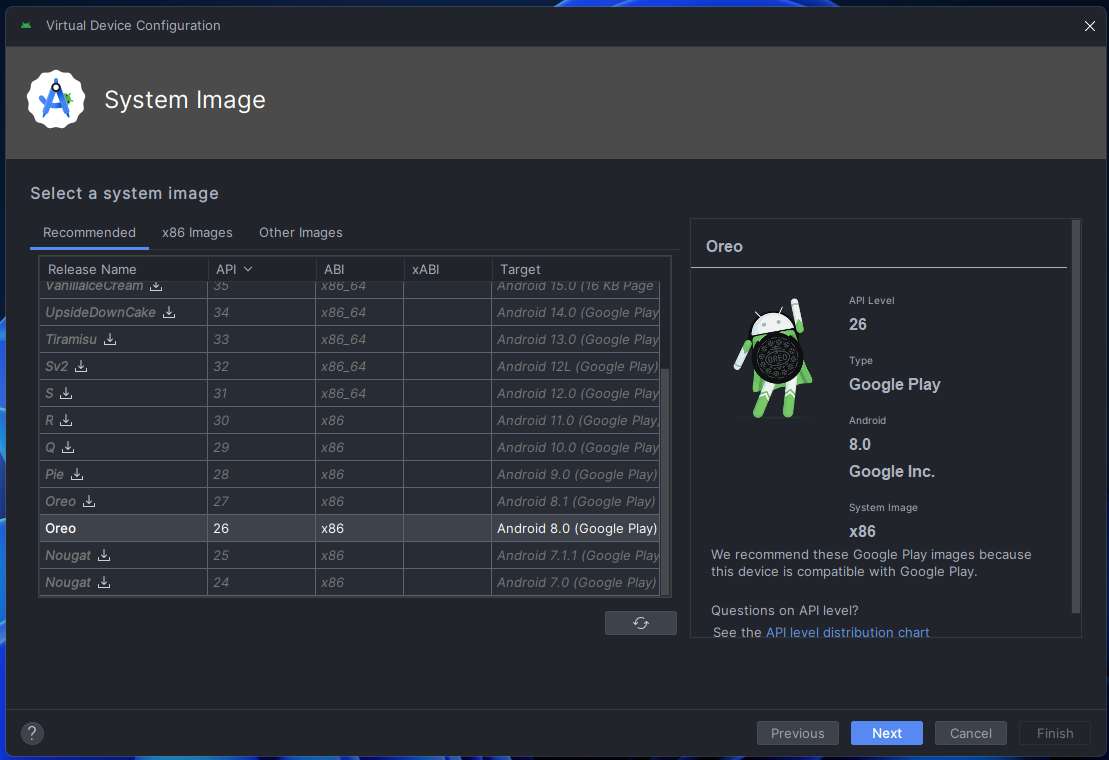 Virtual Device Configuration
System Image
Select a system image
Recommended x86 Images Other Images
Release Name API ABI xABI Target
VanillaIceCream 35 x86_64 Android 15.0 (16 KB Page
UpsideDownCake 34 x86_64 Android 14.0 (Google Play
Tiramisu 33 x86_64 Android 13.0 (Google Play
Sv2 32 x86_64 Android 12L (Google Play)
S 31 x86_64 Android 12.0 (Google Play
R 30 x86 Android 11.0 (Google Play
Q 29 x86 Android 10.0 (Google Play
Pie 28 x86 Android 9.0 (Google Play)
Oreo 27 x86 Android 8.1 (Google Play)
Oreo 26 x86 Android 8.0 (Google Play)
Nougat 25 x86 Android 7.1.1 (Google Play
Nougat 24 x86 Android 7.0 (Google Play)
Oreo
OREO
API Level
26
Type
Google Play
Android
8.0
Google Inc.
System Image
x86
We recommend these Google Play images because
this device is compatible with Google Play.
Questions on API level?
See the API level distribution chart
?
Previous Next Cancel Finish